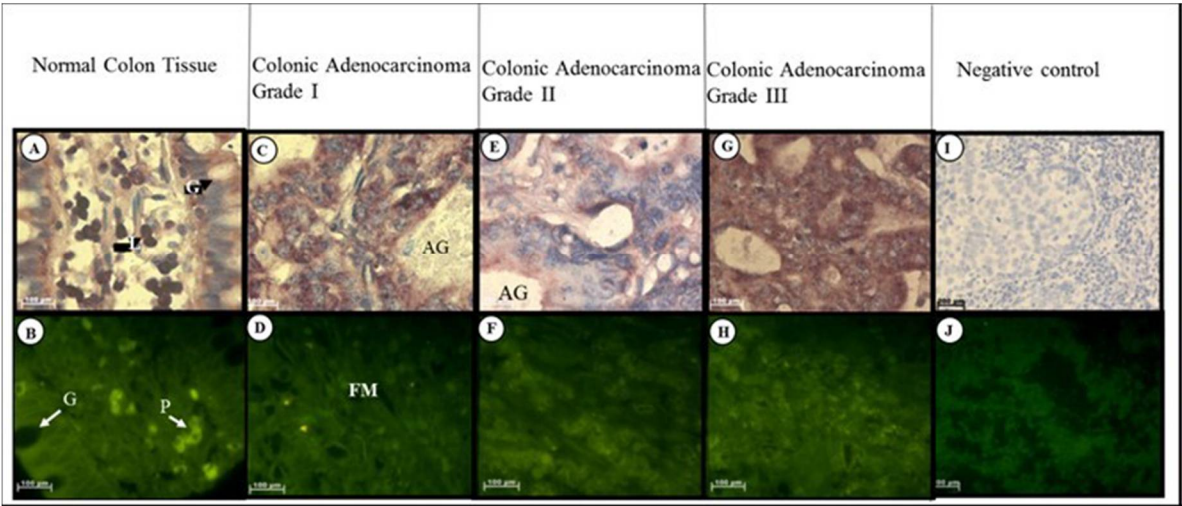 Normal Colon Tissue
Colonic Adenocarcinoma
Grade I
Colonic Adenocarcinoma
Grade II
Colonic Adenocarcinoma
Grade III
Negative control
A
G
L
100 µm
C
AG
E
AG
G
100 µm
I
B
G
P
100 µm
D
FM
100 µm
F
100 µm
H
100 µm
J
µm